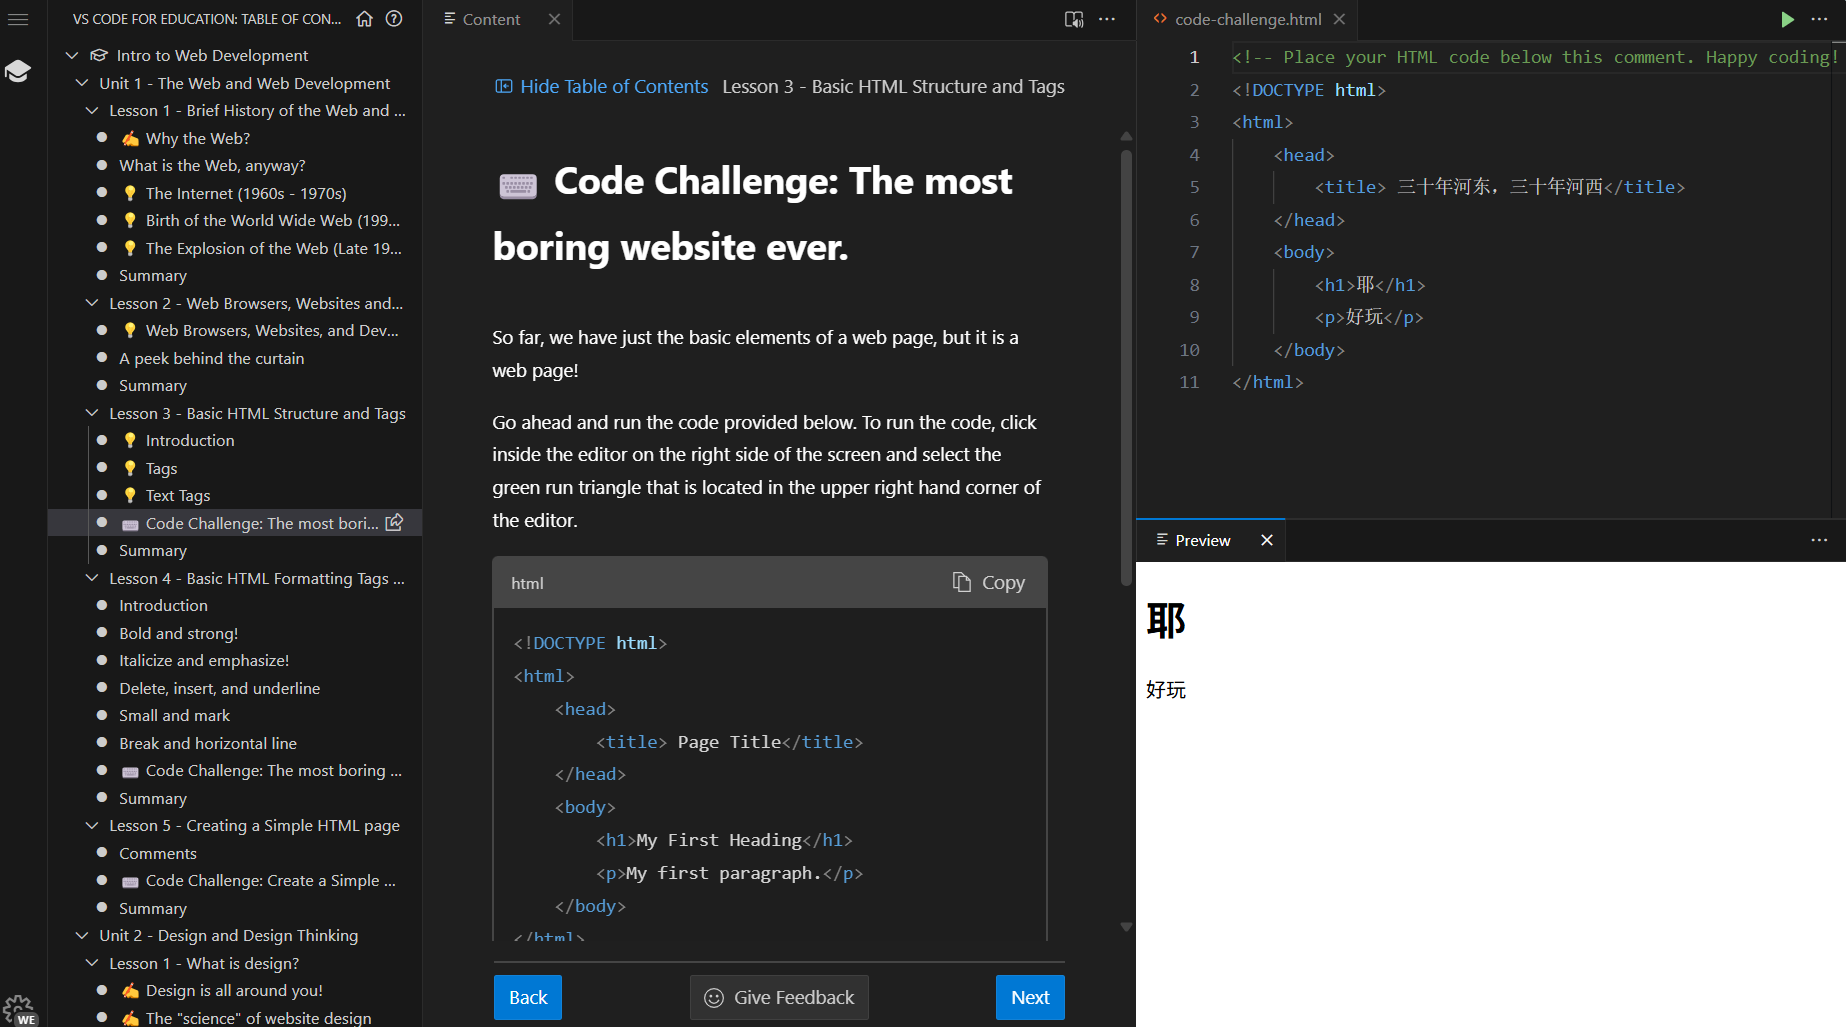 VS CODE FOR EDUCATION: TABLE OF CON...
Intro to Web Development
Unit 1 - The Web and Web Development
Lesson 1 - Brief History of the Web and ...
Why the Web?
What is the Web, anyway?
The Internet (1960s - 1970s)
Birth of the World Wide Web (199...
The Explosion of the Web (Late 19...
Summary
Lesson 2 - Web Browsers, Websites and...
Web Browsers, Websites, and Dev...
A peek behind the curtain
Summary
Lesson 3 - Basic HTML Structure and Tags
Introduction
Tags
Text Tags
Code Challenge: The most bori...
Summary
Lesson 4 - Basic HTML Formatting Tags ...
Introduction
Bold and strong!
Italicize and emphasize!
Delete, insert, and underline
Small and mark
Break and horizontal line
Code Challenge: The most boring ...
Summary
Lesson 5 - Creating a Simple HTML page
Comments
Code Challenge: Create a Simple ...
Summary
Unit 2 - Design and Design Thinking
Lesson 1 - What is design?
Design is all around you!
The "science" of website design
WE
Content
Hide Table of Contents Lesson 3 - Basic HTML Structure and Tags
Code Challenge: The most
boring website ever.
So far, we have just the basic elements of a web page, but it is a
web page!
Go ahead and run the code provided below. To run the code, click
inside the editor on the right side of the screen and select the
green run triangle that is located in the upper right hand corner of
the editor.
html Copy
<!DOCTYPE html>
<html>
<head>
<title> Page Title</title>
</head>
<body>
<h1>My First Heading</h1>
<p>My first paragraph.</p>
</body>
</html>
Back Give Feedback Next
code-challenge.html
1 <!-- Place your HTML code below this comment. Happy coding!
2 <!DOCTYPE html>
3 <html>
4 <head>
5 <title> 三十年河东，三十年河西</title>
6 </head>
7 <body>
8 <h1>耶</h1>
9 <p>好玩</p>
10 </body>
11 </html>
Preview
耶
好玩